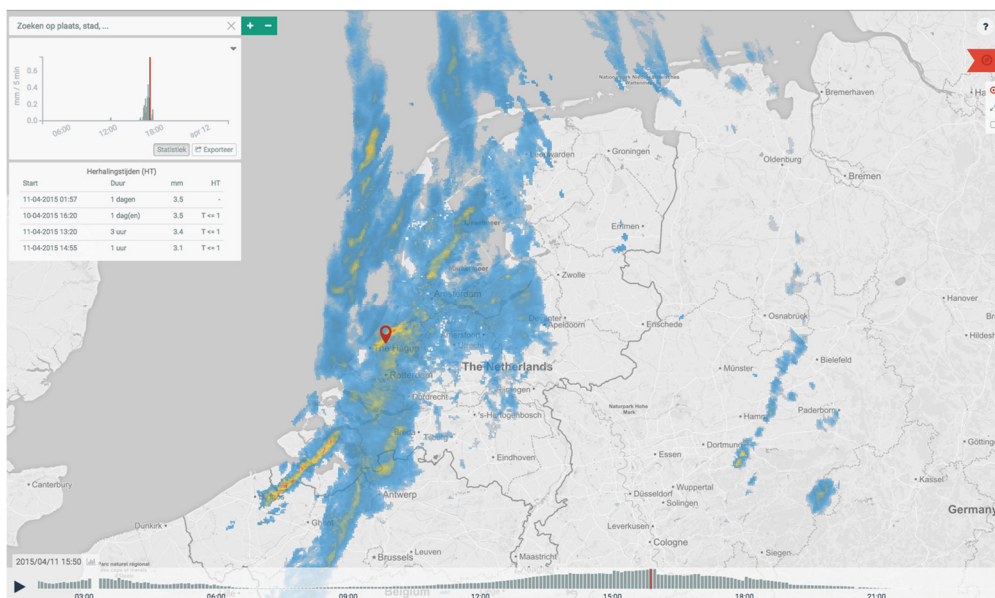 Zoeken op plaats, stad, ...
+ −
?
mm / 5 min
0.6
0.4
0.2
0.0
06:00
12:00
18:00
apr 12
Statistiek
Exporteer
Herhalingstijden (HT)
Start Duur mm HT
11-04-2015 01:57 1 dagen 3.5 -
10-04-2015 16:20 1 dag(en) 3.5 T <= 1
11-04-2015 13:20 3 uur 3.4 T <= 1
11-04-2015 14:55 1 uur 3.1 T <= 1
Bremerhaven
Leeuwarden
Groningen
Oldenburg
Bremen
Emmen
Zwolle
Amsterdam
Hanover
Osnabrück
Apeldoorn
Enschede
The Hague
Bielefeld
Münster
The Netherlands
Rotterdam
Dordrecht
Naturpark Hohe
Mark
Hamm
Paderborn
's-Hertogenbosch
Tilburg
Eindhoven
Essen
Dortmund
Kassel
Canterbury
Antwerp
Düsseldorf
Wuppertal
Solingen
Germany
Dunkirk
Ghent
Leverkusen
Brussels
Leuven
Maastricht
Cologne
Siegen
2015/04/11 15:50
Parc naturel régional
Belgium
03:00
06:00
09:00
12:00
15:00
18:00
21:00